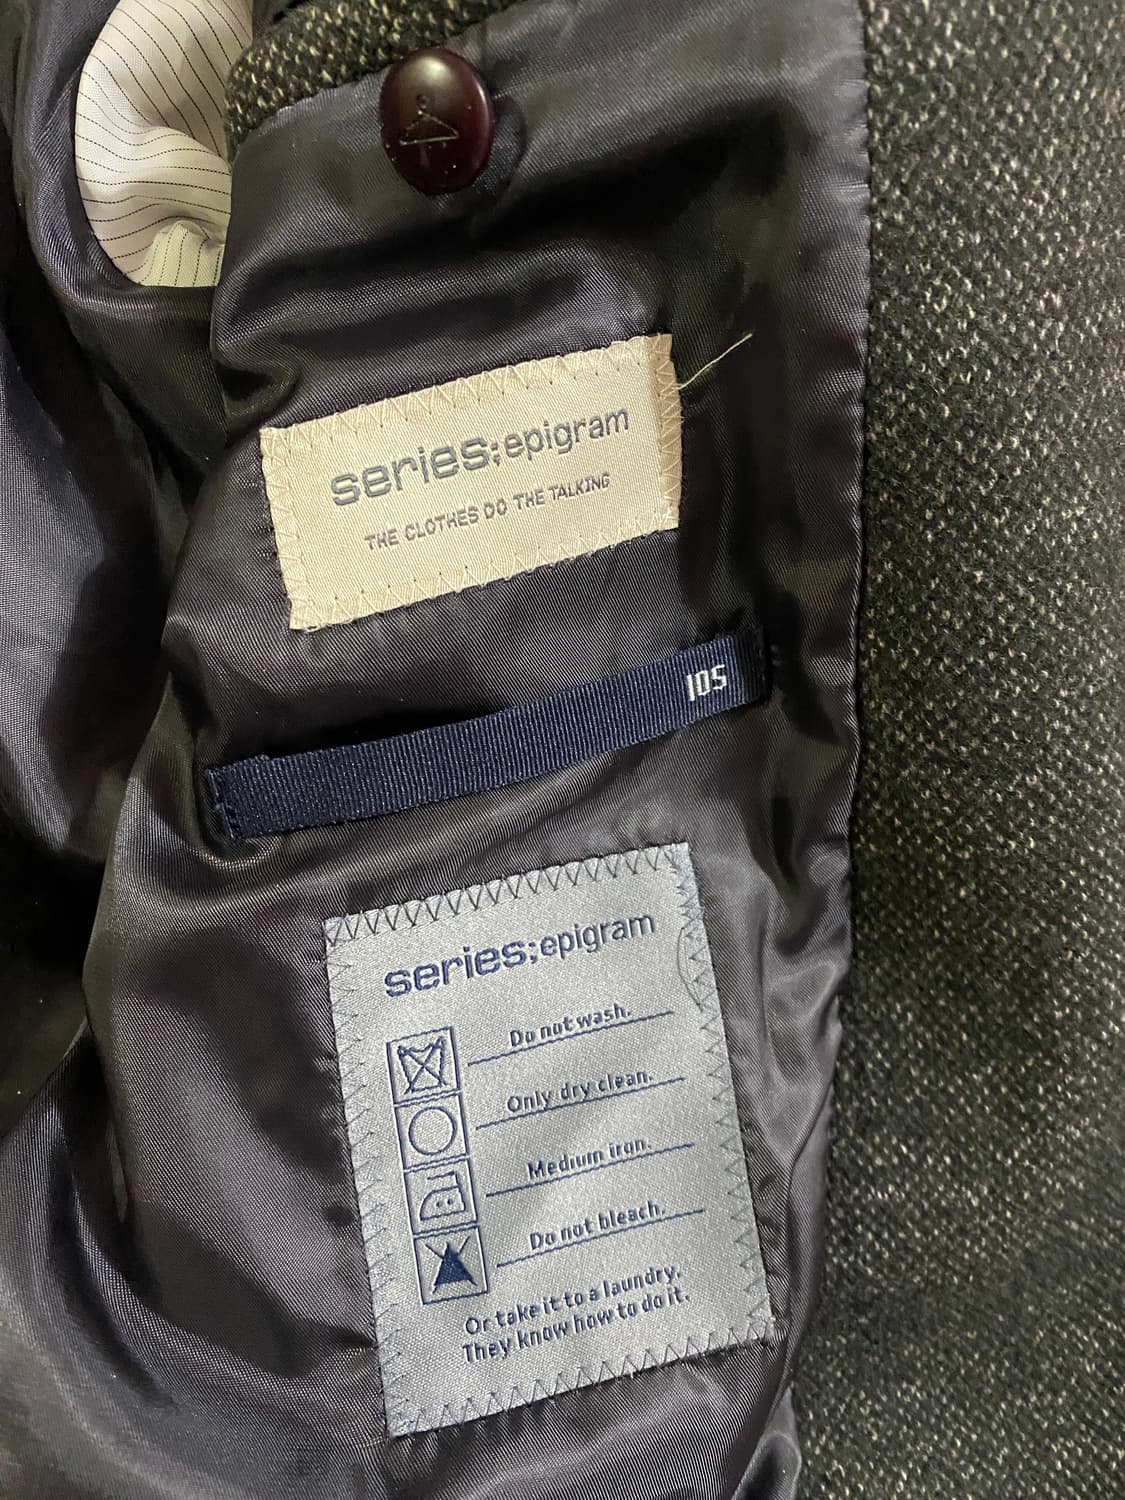 series;epigram
THE CLOTHES DO THE TALKING
105
series;epigram
Do not wash.
Only dry clean.
Medium iron.
Do not bleach.
Or take it to a laundry.
They know how to do it.